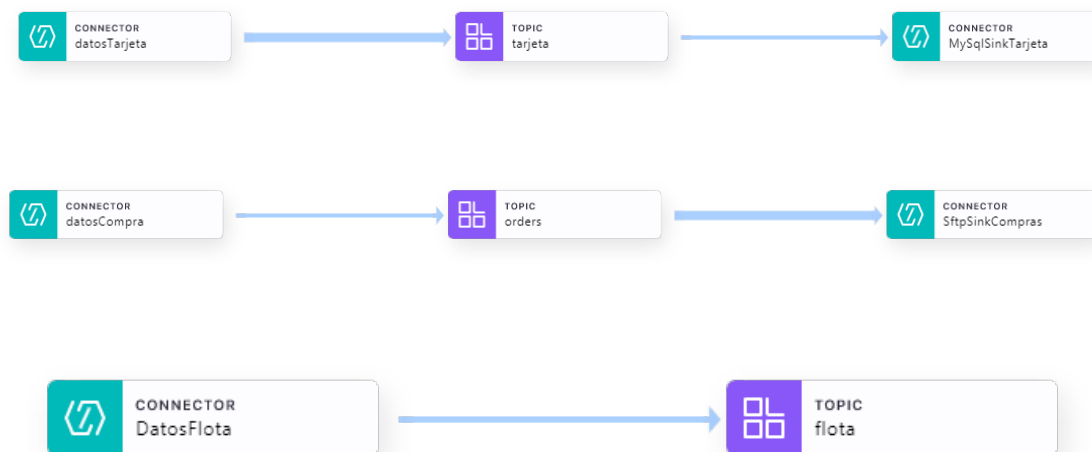 CONNECTOR
datosTarjeta
TOPIC
tarjeta
CONNECTOR
MySqlSinkTarjeta
CONNECTOR
datosCompra
TOPIC
orders
CONNECTOR
SftpSinkCompras
CONNECTOR
DatosFlota
TOPIC
flota